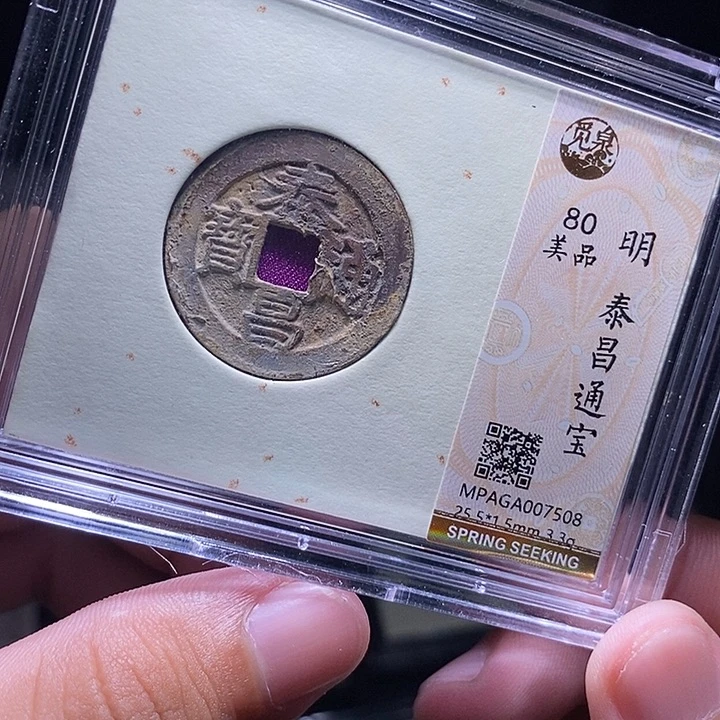 泰昌通寳
觅泉
80
美品
明
泰昌通宝
MPAGA007508
25.5*1.5mm 3.3g
SPRING SEEKING